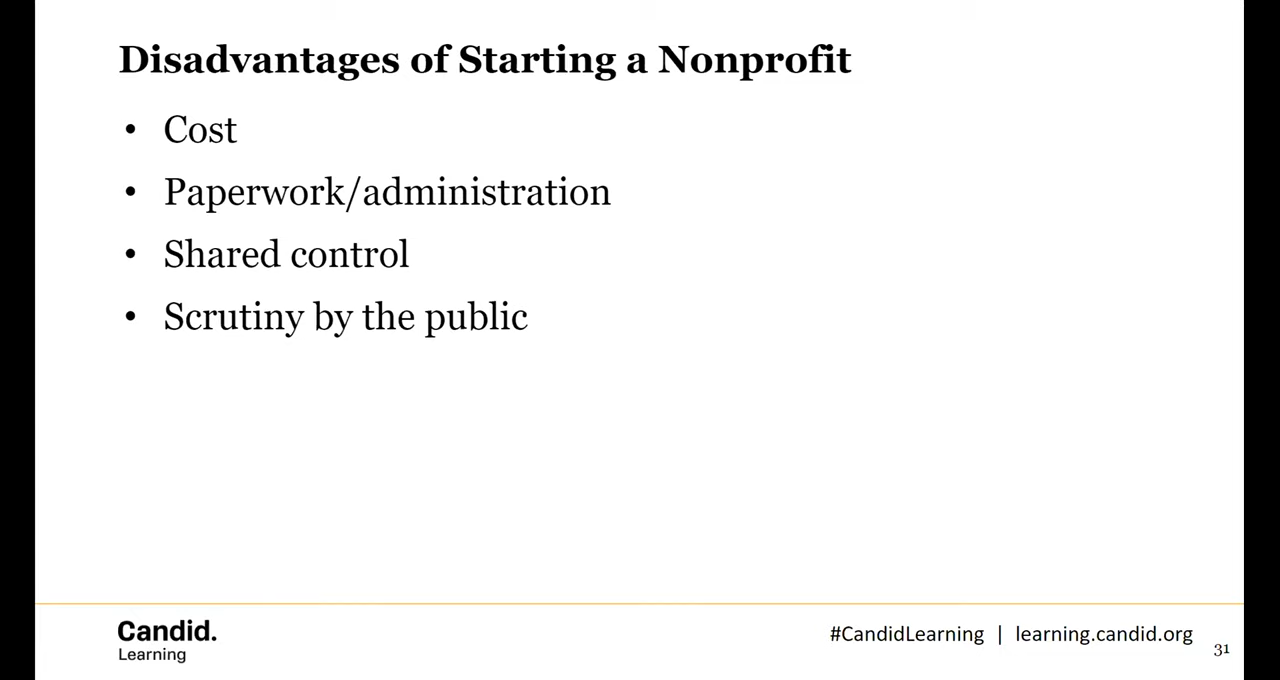 Disadvantages of Starting a Nonprofit
• Cost
• Paperwork/administration
• Shared control
• Scrutiny by the public
Candid.
Learning
#CandidLearning | learning.candid.org
31